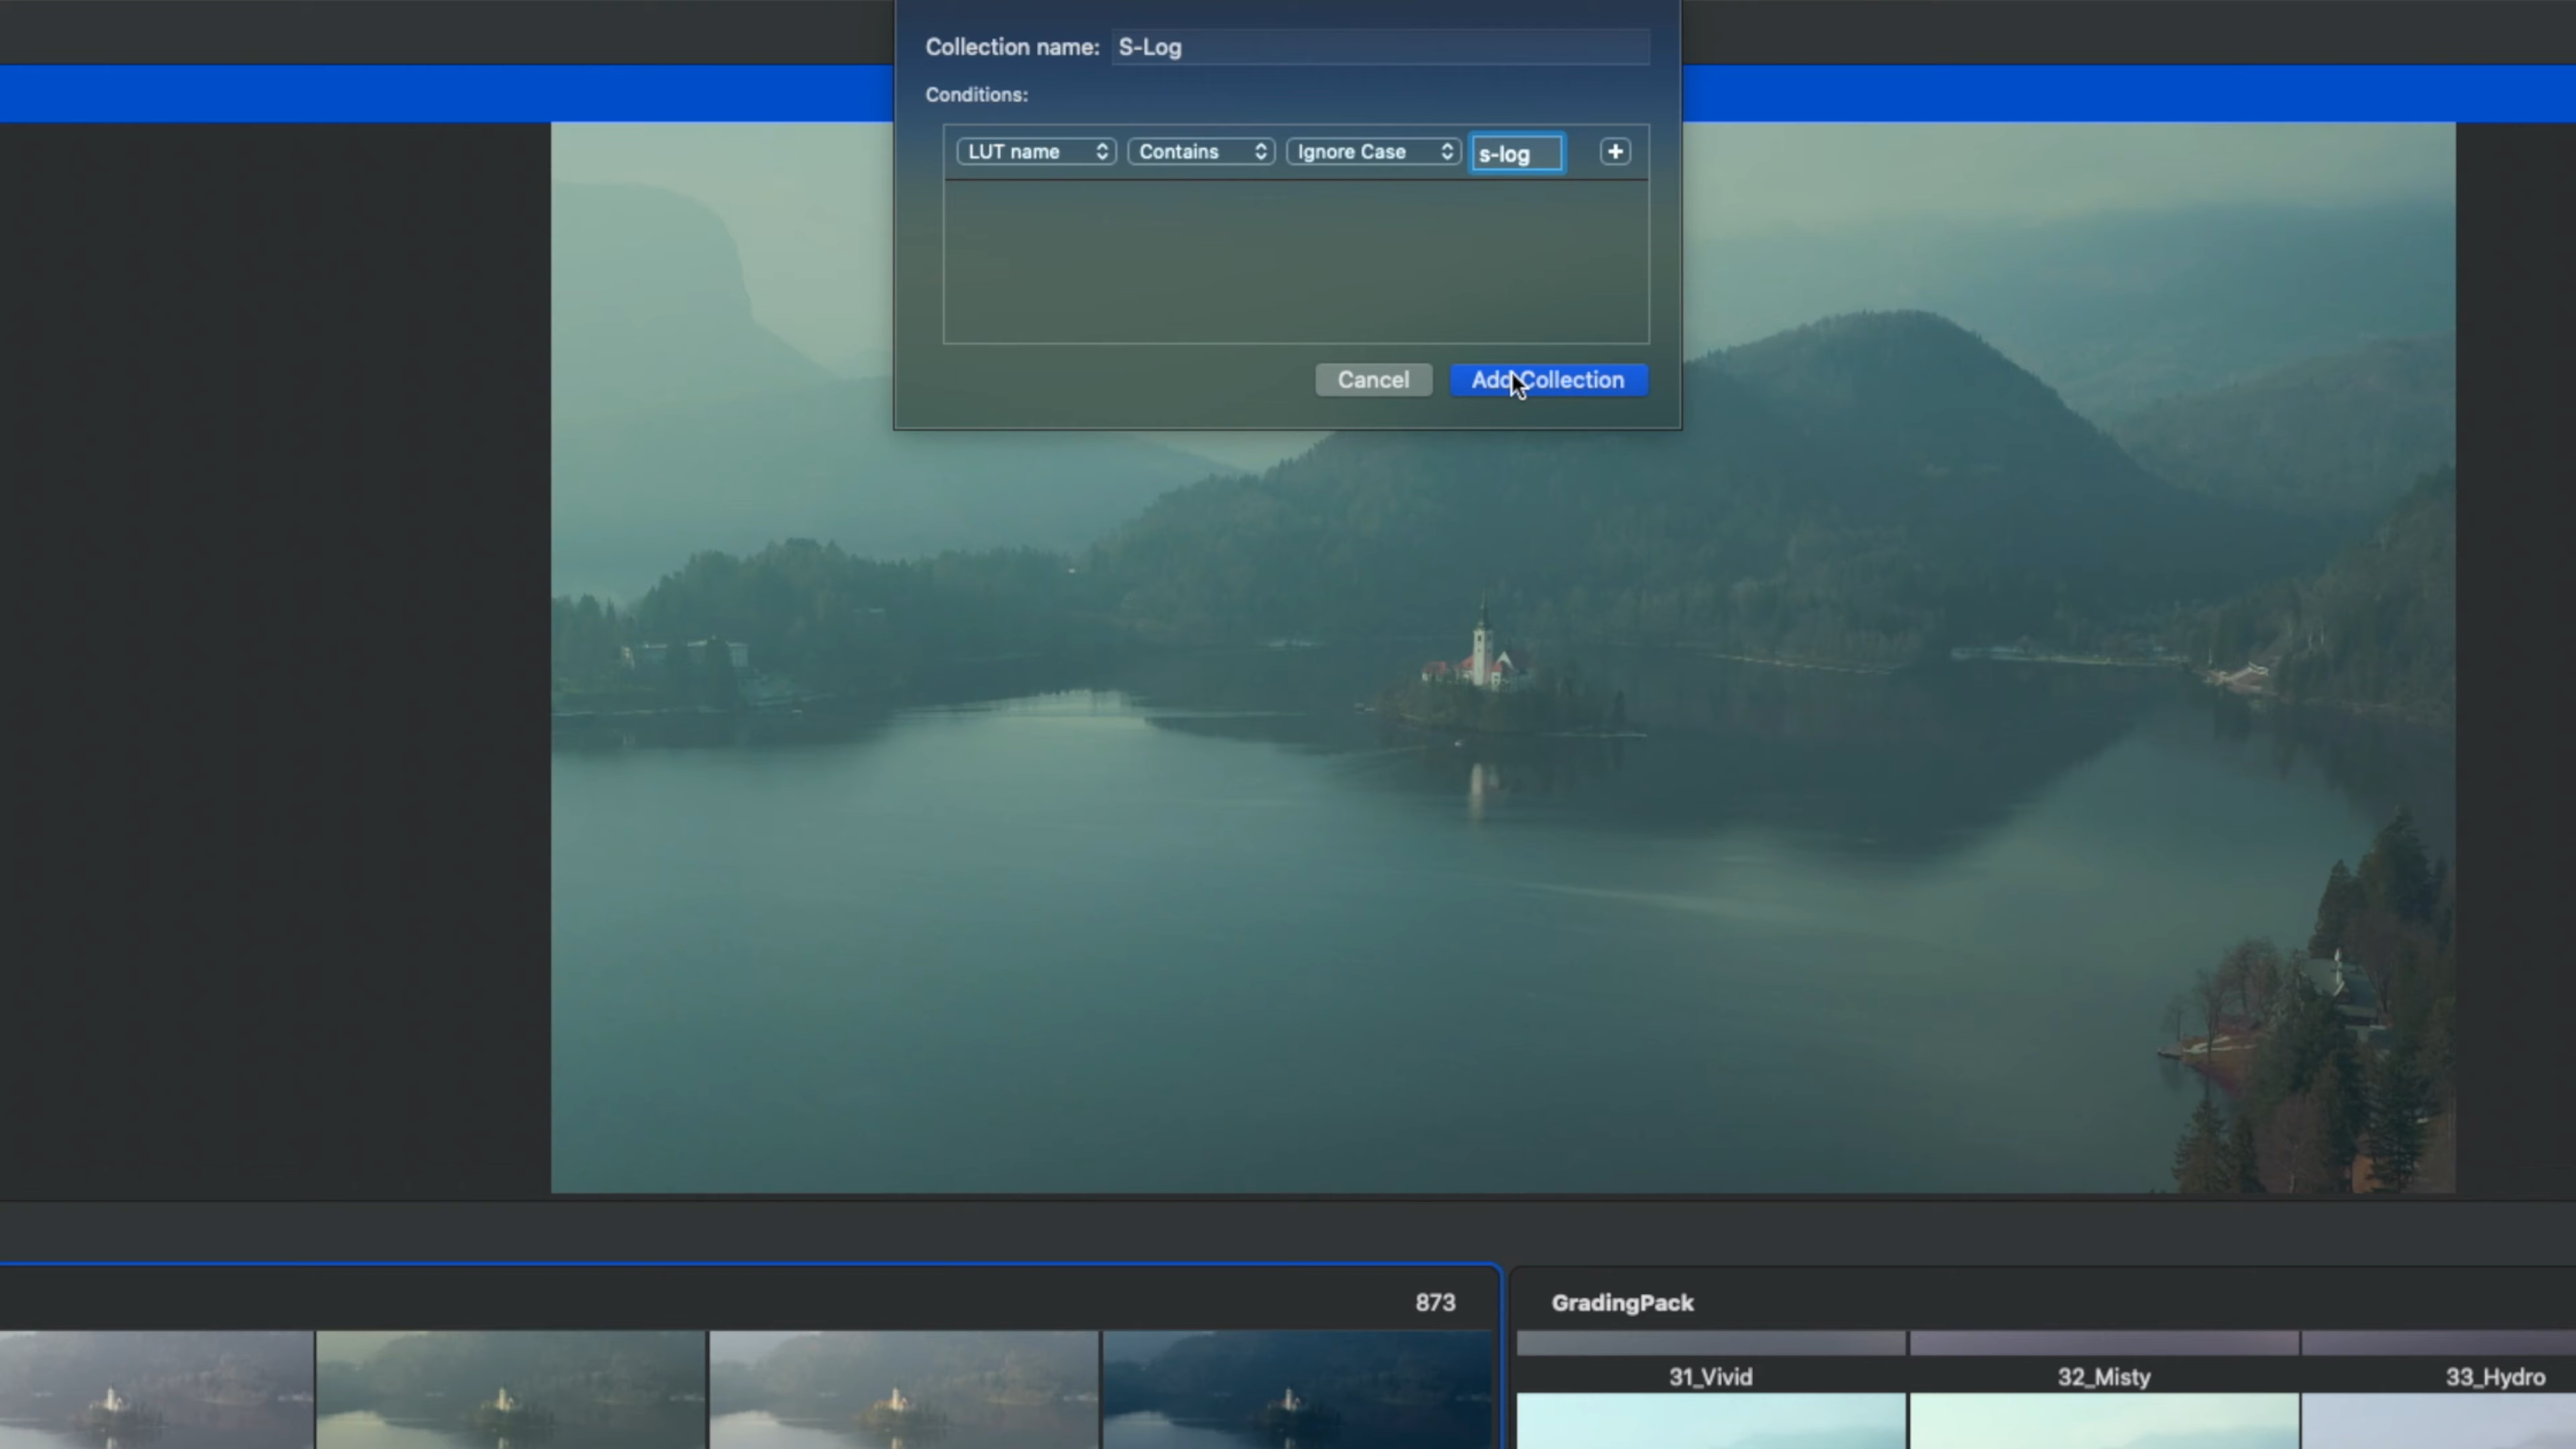 Collection name: S-Log
Conditions:
LUT name Contains Ignore Case s-log +
Cancel Add Collection
873 GradingPack
31_Vivid 32_Misty 33_Hydro